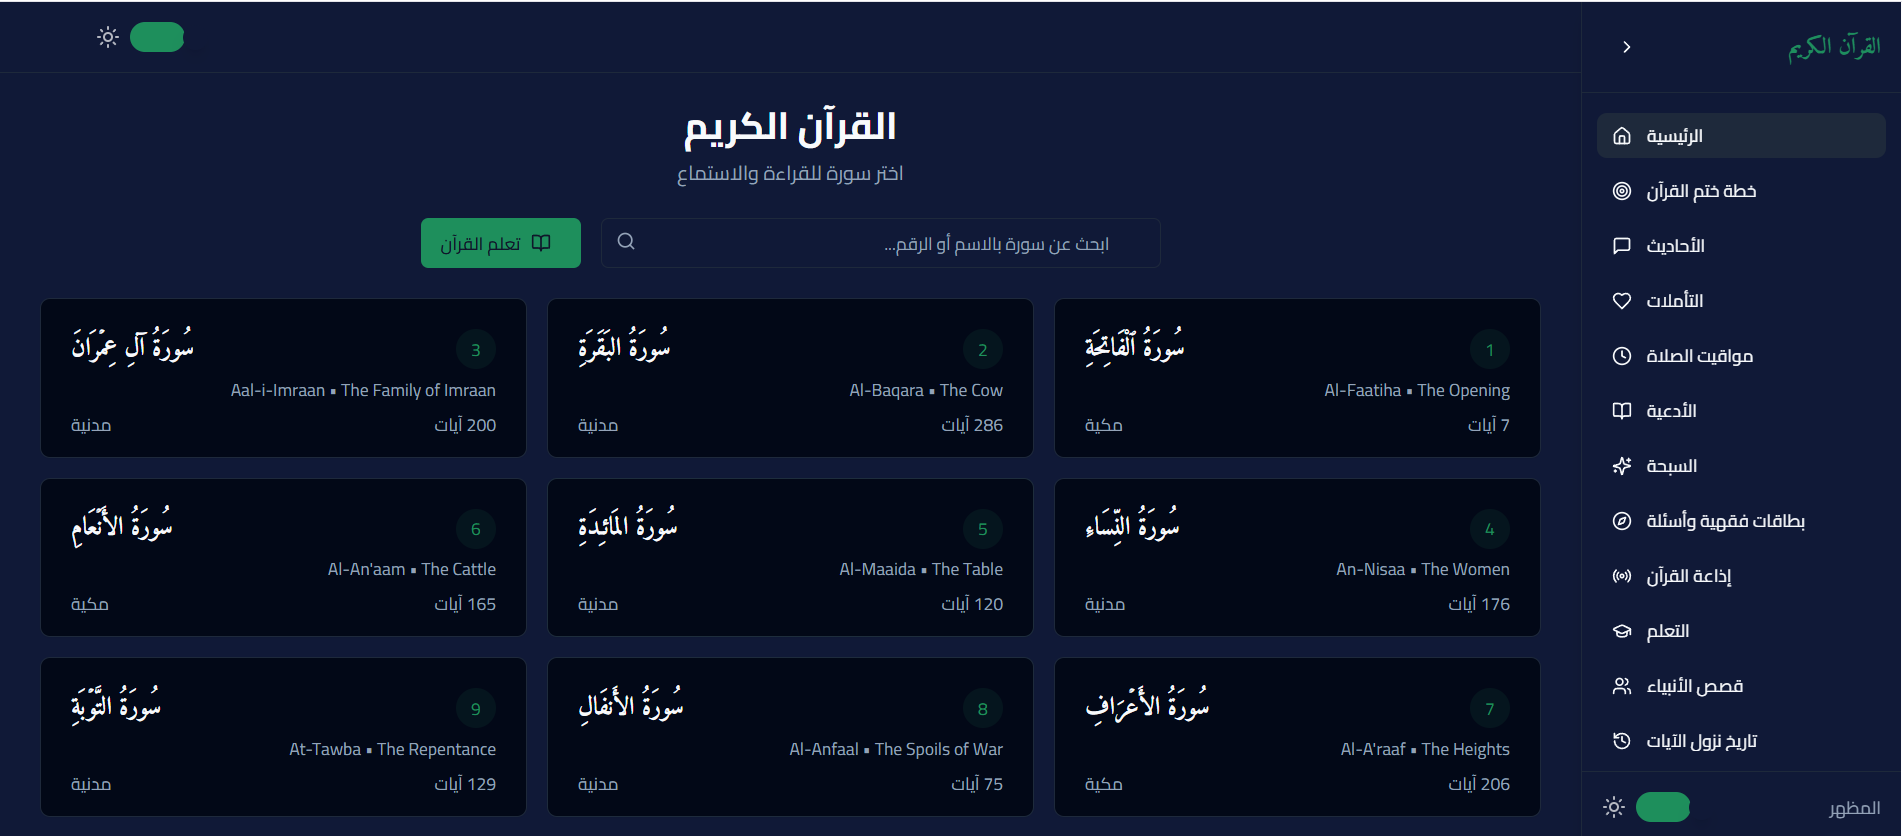 القرآن الكريم
الرئيسية
خطة ختم القرآن
الأحاديث
التأملات
مواقيت الصلاة
الأدعية
السبحة
بطاقات فقهية وأسئلة
إذاعة القرآن
التعلم
قصص الأنبياء
تاريخ نزول الآيات
المظهر
القرآن الكريم
اختر سورة للقراءة والاستماع
ابحث عن سورة بالاسم أو الرقم...
تعلم القرآن
1
سُورَةُ ٱلْفَاتِحَةِ
Al-Faatiha • The Opening
7 آيات
مكية
2
سُورَةُ البَقَرَةِ
Al-Baqara • The Cow
286 آيات
مدنية
3
سُورَةُ آلِ عِمۡرَانَ
Aal-i-Imraan • The Family of Imraan
200 آيات
مدنية
4
سُورَةُ النِّسَاءِ
An-Nisaa • The Women
176 آيات
مدنية
5
سُورَةُ المَائـِدَةِ
Al-Maaida • The Table
120 آيات
مدنية
6
سُورَةُ الأَنۡعَامِ
Al-An'aam • The Cattle
165 آيات
مكية
7
سُورَةُ الأَعۡرَافِ
Al-A'raaf • The Heights
206 آيات
مكية
8
سُورَةُ الأَنفَالِ
Al-Anfaal • The Spoils of War
75 آيات
مدنية
9
سُورَةُ التَّوۡبَةِ
At-Tawba • The Repentance
129 آيات
مدنية